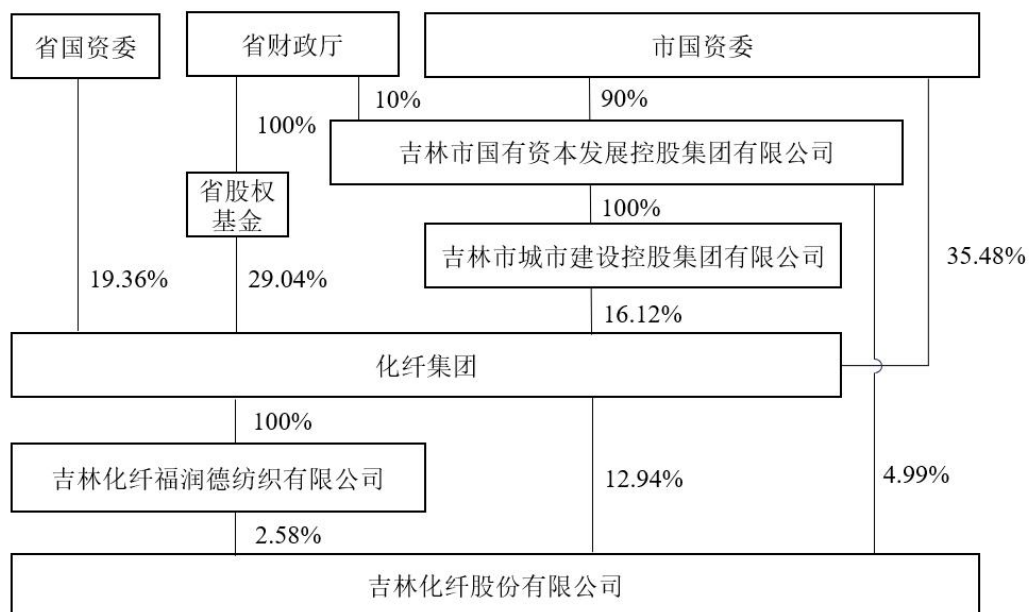 省国资委
省财政厅
市国资委
10%
90%
100%
吉林市国有资本发展控股集团有限公司
省股权
基金
100%
吉林市城市建设控股集团有限公司
35.48%
19.36%
29.04%
16.12%
化纤集团
100%
吉林化纤福润德纺织有限公司
12.94%
4.99%
2.58%
吉林化纤股份有限公司